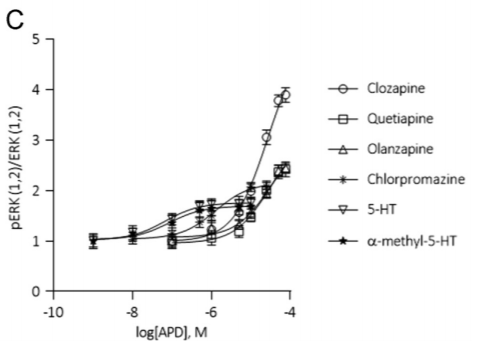 C
pERK(1,2)/ERK(1,2)
5
4
3
2
1
0
-10
-8
-6
-4
log[APD], M
Clozapine
Quetiapine
Olanzapine
Chlorpromazine
5-HT
α-methyl-5-HT